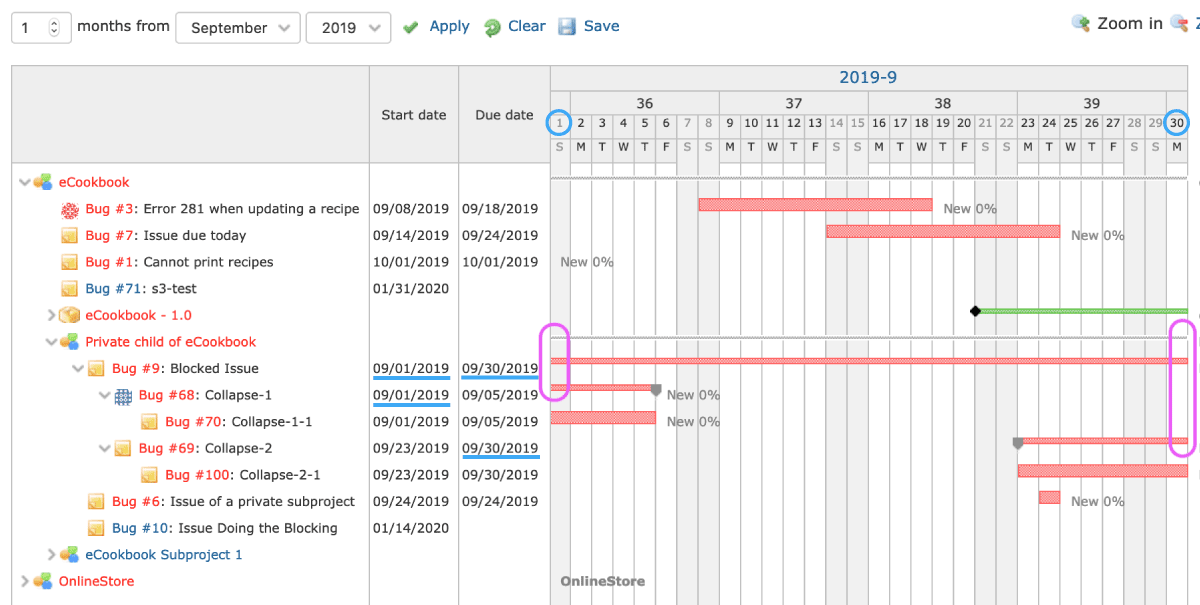 1 months from September 2019 Apply Clear Save Zoom in
Start date Due date
2019-9
36 37 38 39
1 2 3 4 5 6 7 8 9 10 11 12 13 14 15 16 17 18 19 20 21 22 23 24 25 26 27 28 29 30
S M T W T F S S M T W T F S S M T W T F S S M T W T F S S M
eCookbook
Bug #3: Error 281 when updating a recipe 09/08/2019 09/18/2019 New 0%
Bug #7: Issue due today 09/14/2019 09/24/2019 New 0%
Bug #1: Cannot print recipes 10/01/2019 10/01/2019 New 0%
Bug #71: s3-test 01/31/2020
eCookbook - 1.0
Private child of eCookbook
Bug #9: Blocked Issue 09/01/2019 09/30/2019
Bug #68: Collapse-1 09/01/2019 09/05/2019 New 0%
Bug #70: Collapse-1-1 09/01/2019 09/05/2019 New 0%
Bug #69: Collapse-2 09/23/2019 09/30/2019
Bug #100: Collapse-2-1 09/23/2019 09/30/2019
Bug #6: Issue of a private subproject 09/24/2019 09/24/2019 New 0%
Bug #10: Issue Doing the Blocking 01/14/2020
eCookbook Subproject 1
OnlineStore OnlineStore